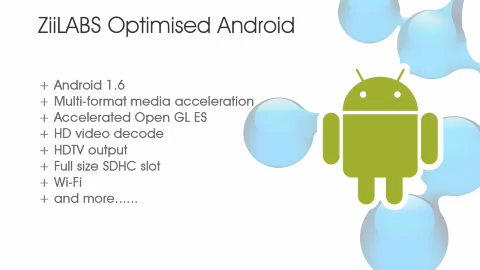 ZiiLABS Optimised Android
+ Android 1.6
+ Multi-format media acceleration
+ Accelerated Open GL ES
+ HD video decode
+ HDTV output
+ Full size SDHC slot
+ Wi-Fi
+ and more......